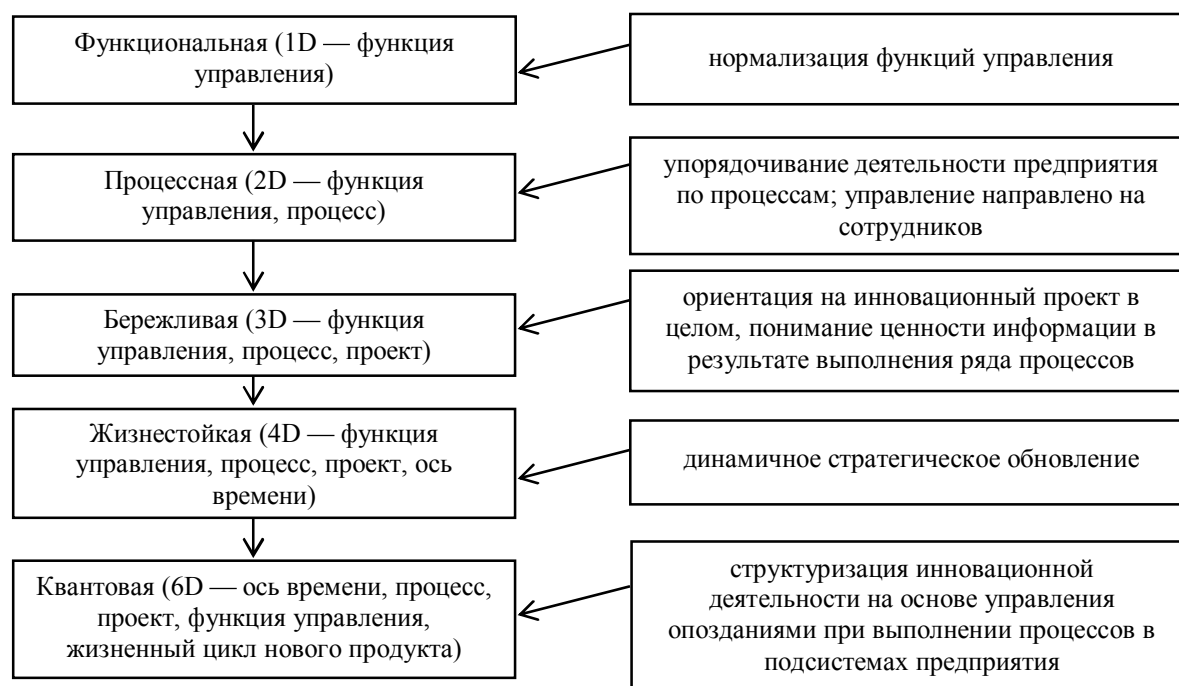 Функциональная (1D — функция
управления)
нормализация функций управления
Процессная (2D — функция
управления, процесс)
упорядочивание деятельности предприятия
по процессам; управление направлено на
сотрудников
Бережливая (3D — функция
управления, процесс, проект)
ориентация на инновационный проект в
целом, понимание ценности информации в
результате выполнения ряда процессов
Жизнестойкая (4D — функция
управления, процесс, проект, ось
времени)
динамичное стратегическое обновление
Квантовая (6D — ось времени, процесс,
проект, функция управления,
жизненный цикл нового продукта)
структуризация инновационной
деятельности на основе управления
опозданиями при выполнении процессов в
подсистемах предприятия